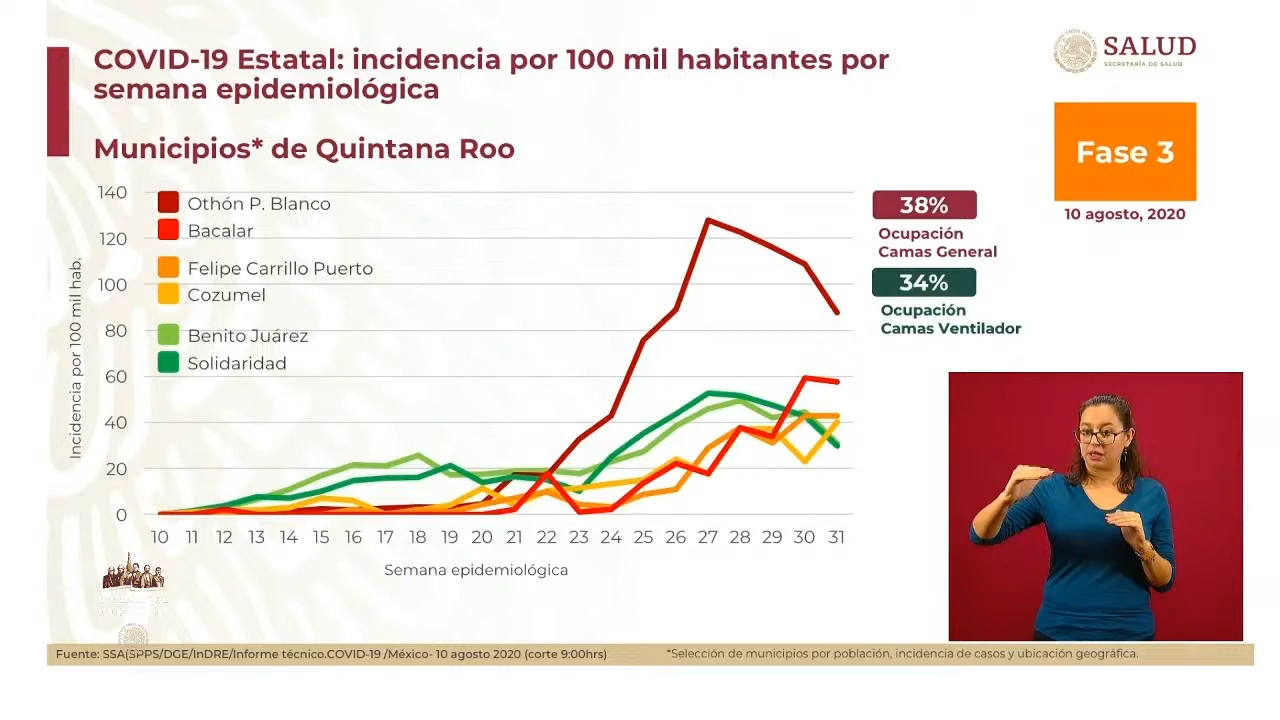 COVID-19 Estatal: incidencia por 100 mil habitantes por
semana epidemiológica
Municipios* de Quintana Roo
SALUD
SECRETARÍA DE SALUD
Fase 3
10 agosto, 2020
140
120
100
80
60
40
20
0
Incidencia por 100 mil hab.
Othón P. Blanco
Bacalar
Felipe Carrillo Puerto
Cozumel
Benito Juárez
Solidaridad
38%
Ocupación
Camas General
34%
Ocupación
Camas Ventilador
10 11 12 13 14 15 16 17 18 19 20 21 22 23 24 25 26 27 28 29 30 31
Semana epidemiológica
Fuente: SSA(SPPS/DGE/InDRE/Informe técnico.COVID-19 /México- 10 agosto 2020 (corte 9:00hrs)
*Selección de municipios por población, incidencia de casos y ubicación geográfica.